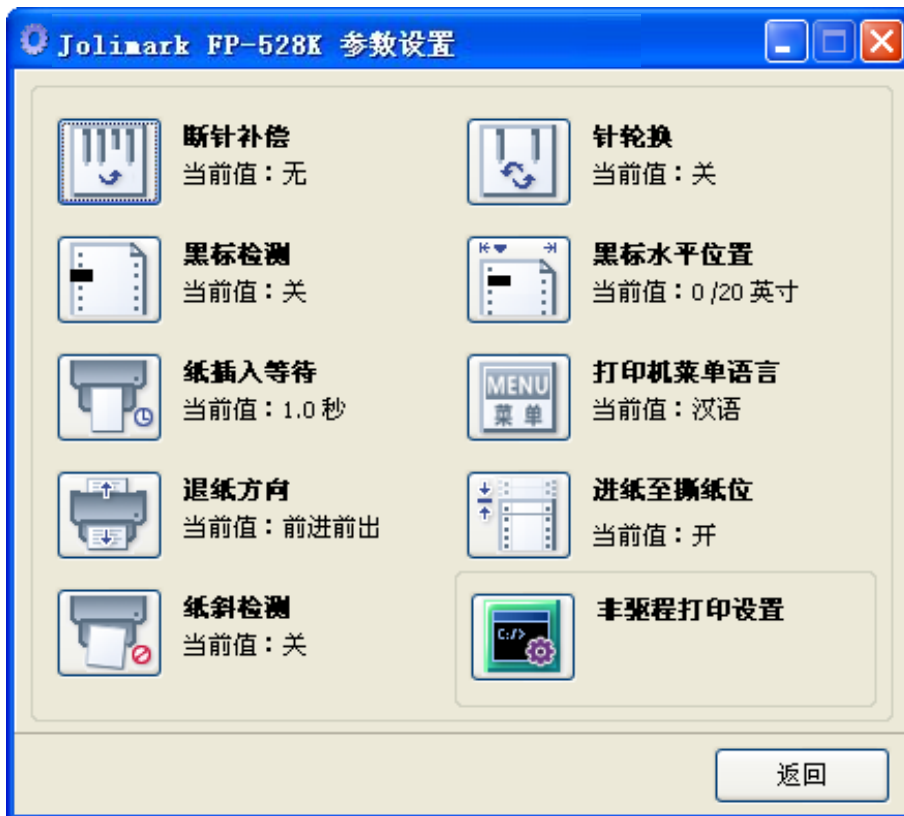 Jolimark FP-528K 参数设置
断针补偿
当前值：无
针轮换
当前值：关
黑标检测
当前值：关
黑标水平位置
当前值：0 /20 英寸
纸插入等待
当前值：1.0 秒
MENU
菜单
打印机菜单语言
当前值：汉语
退纸方向
当前值：前进前出
进纸至撕纸位
当前值：开
纸斜检测
当前值：关
C:/>
非驱程打印设置
返回